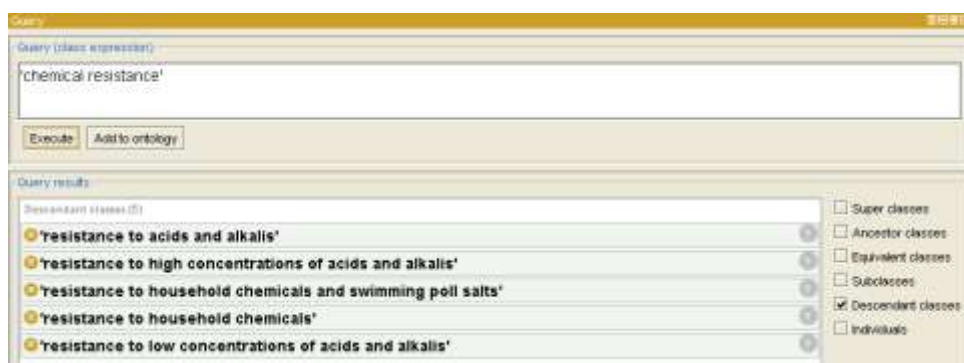 Query
Query (class expression)
'chemical resistance'
Execute
Add to ontology
Query results
Descendant classes (5)
'resistance to acids and alkalis'
'resistance to high concentrations of acids and alkalis'
'resistance to household chemicals and swimming poll salts'
'resistance to household chemicals'
'resistance to low concentrations of acids and alkalis'
Super classes
Ancestor classes
Equivalent classes
Subclasses
Descendant classes
Individuals